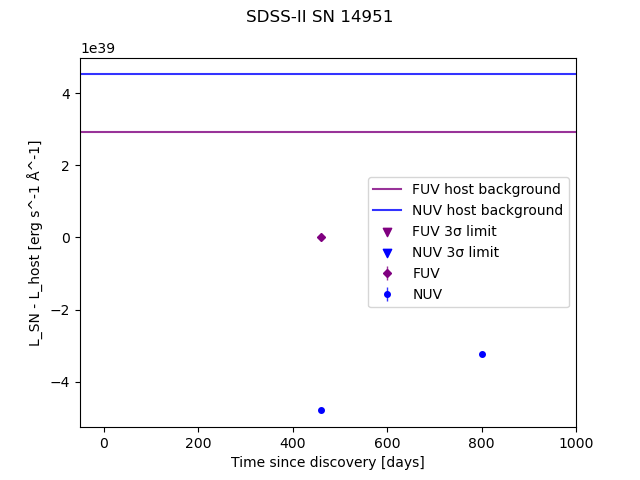 SDSS-II SN 14951
1e39
L_SN - L_host [erg s^-1 Å^-1]
4
2
0
−2
−4
FUV host background
NUV host background
FUV 3σ limit
NUV 3σ limit
FUV
NUV
0 200 400 600 800 1000
Time since discovery [days]